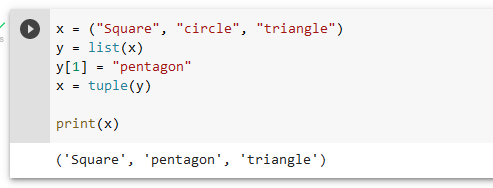 x = ("Square", "circle", "triangle")
y = list(x)
y[1] = "pentagon"
x = tuple(y)
print(x)
('Square', 'pentagon', 'triangle')